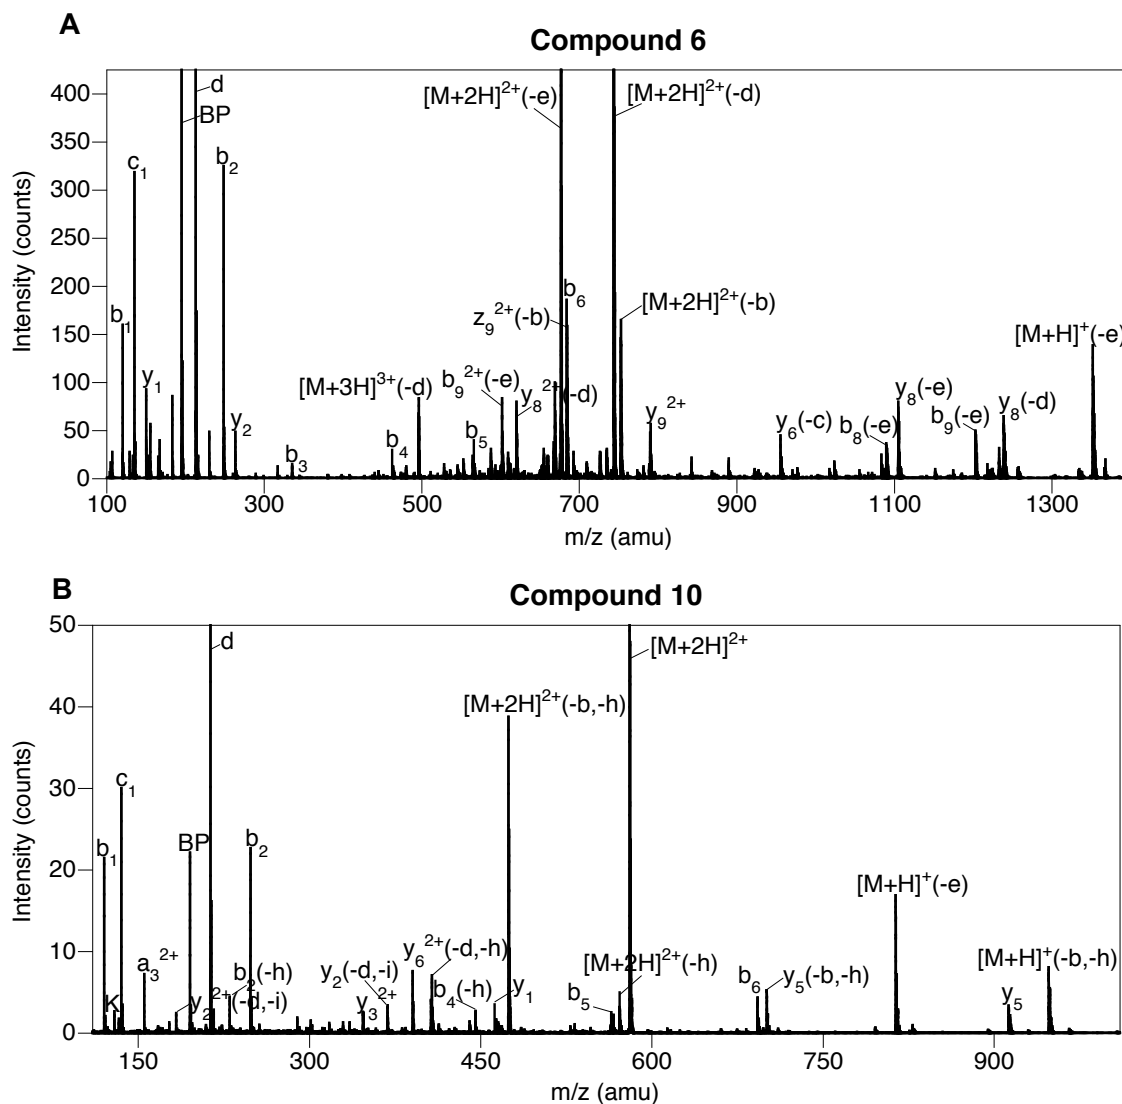 A
Compound 6
Intensity (counts)
400
350
300
250
200
150
100
50
0
100
300
500
700
900
1100
1300
m/z (amu)
b₁
c₁
y₁
BP
d
b₂
y₂
b₃
[M+3H]³⁺(-d)
b₄
b₅
b₉²⁺(-e)
y₈²⁺(-d)
z₉²⁺(-b)
b₆
[M+2H]²⁺(-e)
[M+2H]²⁺(-d)
[M+2H]²⁺(-b)
y₉²⁺
y₆(-c)
b₈(-e)
y₈(-e)
b₉(-e)
y₈(-d)
[M+H]⁺(-e)
B
Compound 10
Intensity (counts)
50
40
30
20
10
0
150
300
450
600
750
900
m/z (amu)
b₁
K
c₁
a₃²⁺
y₂²⁺(-d,-i)
BP
d
b₂(-h)
b₂
y₂(-d,-i)
y₃²⁺
y₆²⁺(-d,-h)
b₄(-h)
y₁
[M+2H]²⁺(-b,-h)
b₅
[M+2H]²⁺(-h)
[M+2H]²⁺
b₆
y₅(-b,-h)
[M+H]⁺(-e)
y₅
[M+H]⁺(-b,-h)